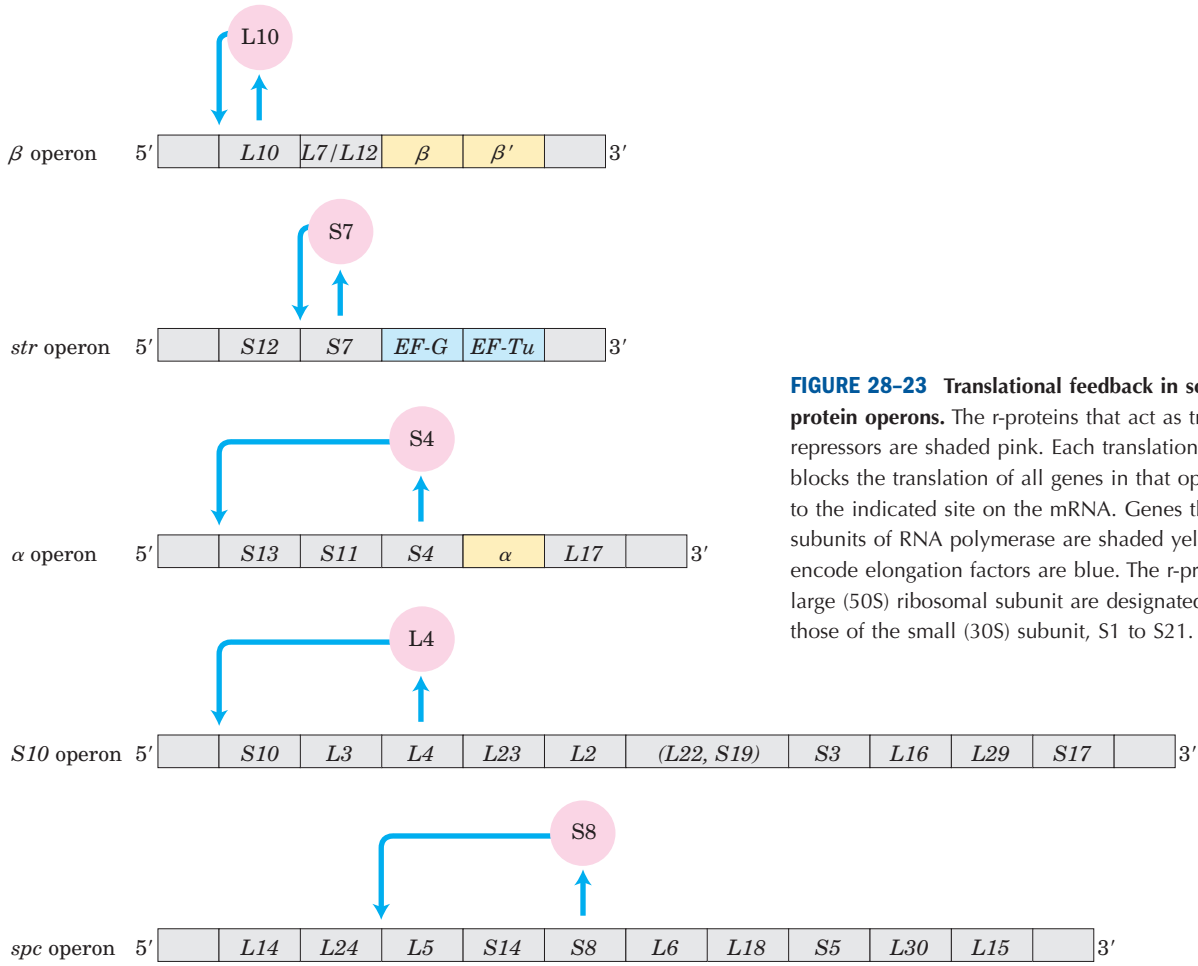 L10
β operon 5′ L10 L7/L12 β β′ 3′
S7
str operon 5′ S12 S7 EF-G EF-Tu 3′
S4
α operon 5′ S13 S11 S4 α L17 3′
L4
S10 operon 5′ S10 L3 L4 L23 L2 (L22, S19) S3 L16 L29 S17 3′
S8
spc operon 5′ L14 L24 L5 S14 S8 L6 L18 S5 L30 L15 3′
FIGURE 28–23 Translational feedback in
protein operons. The r-proteins that act as
repressors are shaded pink. Each translation
blocks the translation of all genes in that
to the indicated site on the mRNA. Genes
subunits of RNA polymerase are shaded
encode elongation factors are blue. The
large (50S) ribosomal subunit are designated
those of the small (30S) subunit, S1 to S21.